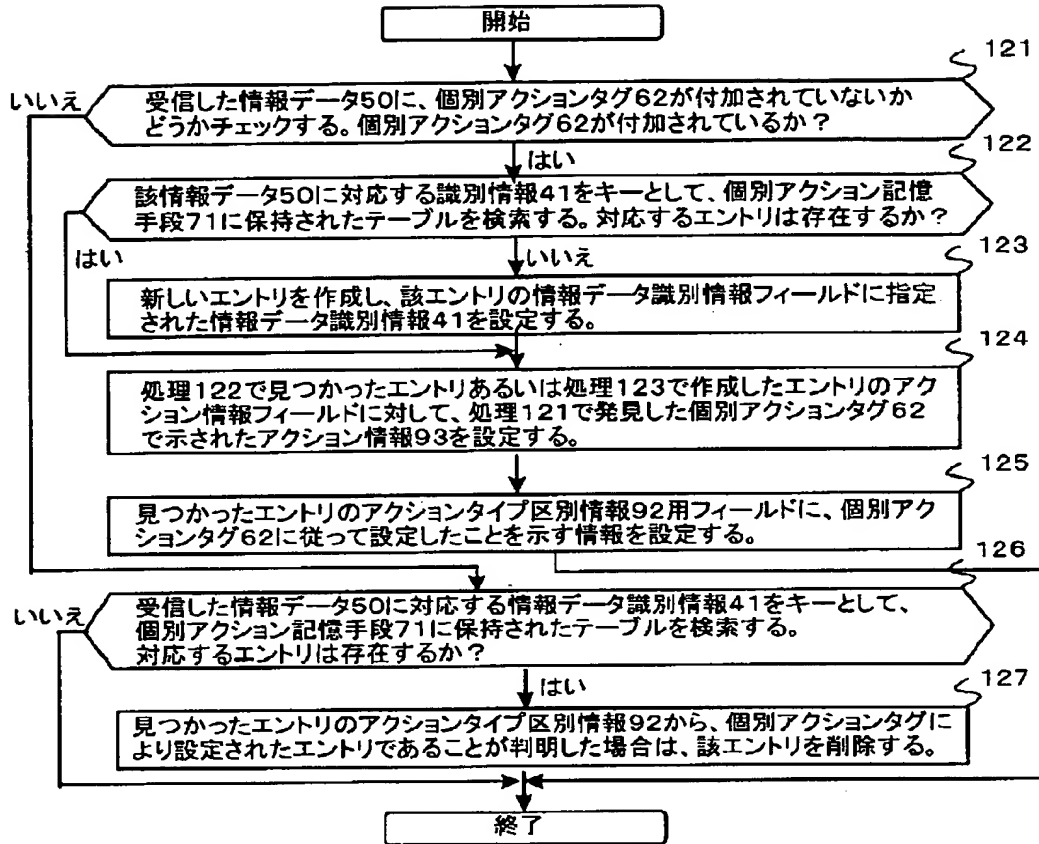 開始
121
いいえ
受信した情報データ50に、個別アクションタグ62が付加されていないか
どうかチェックする。個別アクションタグ62が付加されているか？
はい
122
該情報データ50に対応する識別情報41をキーとして、個別アクション記憶
手段71に保持されたテーブルを検索する。対応するエントリは存在するか？
はい
いいえ
123
新しいエントリを作成し、該エントリの情報データ識別情報フィールドに指定
された情報データ識別情報41を設定する。
124
処理122で見つかったエントリあるいは処理123で作成したエントリのアク
ション情報フィールドに対して、処理121で発見した個別アクションタグ62
で示されたアクション情報93を設定する。
125
見つかったエントリのアクションタイプ区別情報92用フィールドに、個別アク
ションタグ62に従って設定したことを示す情報を設定する。
126
いいえ
受信した情報データ50に対応する情報データ識別情報41をキーとして、
個別アクション記憶手段71に保持されたテーブルを検索する。
対応するエントリは存在するか？
はい
127
見つかったエントリのアクションタイプ区別情報92から、個別アクションタグに
より設定されたエントリであることが判明した場合は、該エントリを削除する。
終了